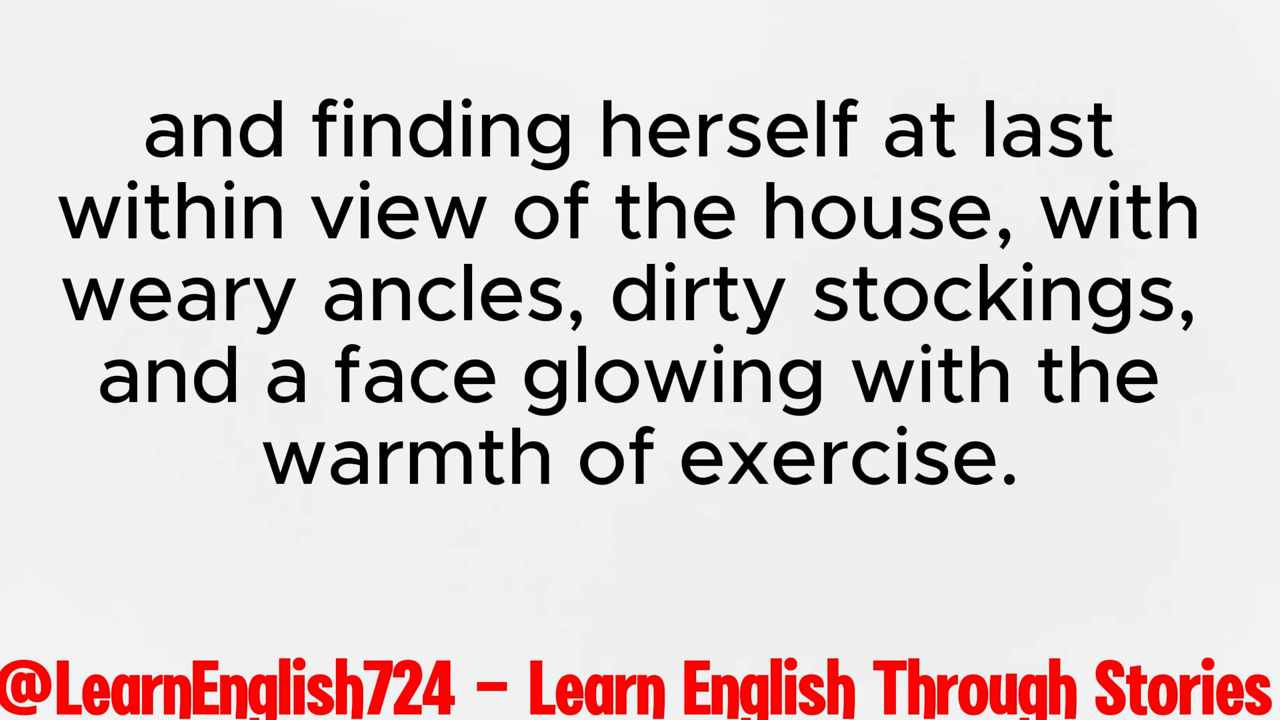 and finding herself at last
within view of the house, with
weary ancles, dirty stockings,
and a face glowing with the
warmth of exercise.
@LearnEnglish724 – Learn English Through Stories